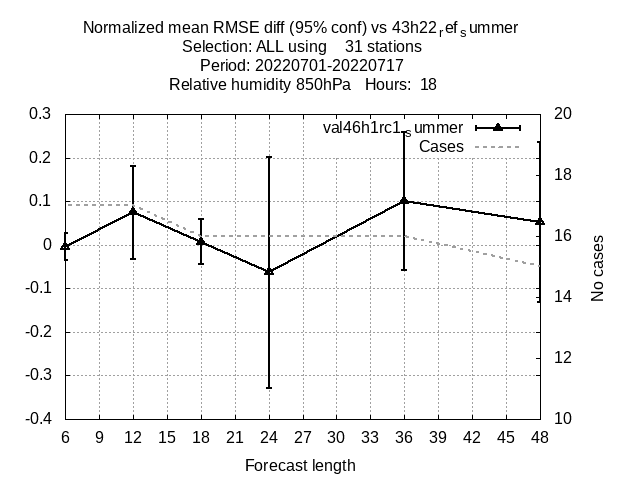 Normalized mean RMSE diff (95% conf) vs 43h22refsummer
Selection: ALL using    31 stations
Period: 20220701-20220717
Relative humidity 850hPa   Hours:  18
val46h1rc1summer
Cases
0.3
0.2
0.1
0
-0.1
-0.2
-0.3
-0.4
20
18
16
14
12
10
No cases
6 9 12 15 18 21 24 27 30 33 36 39 42 45 48
Forecast length